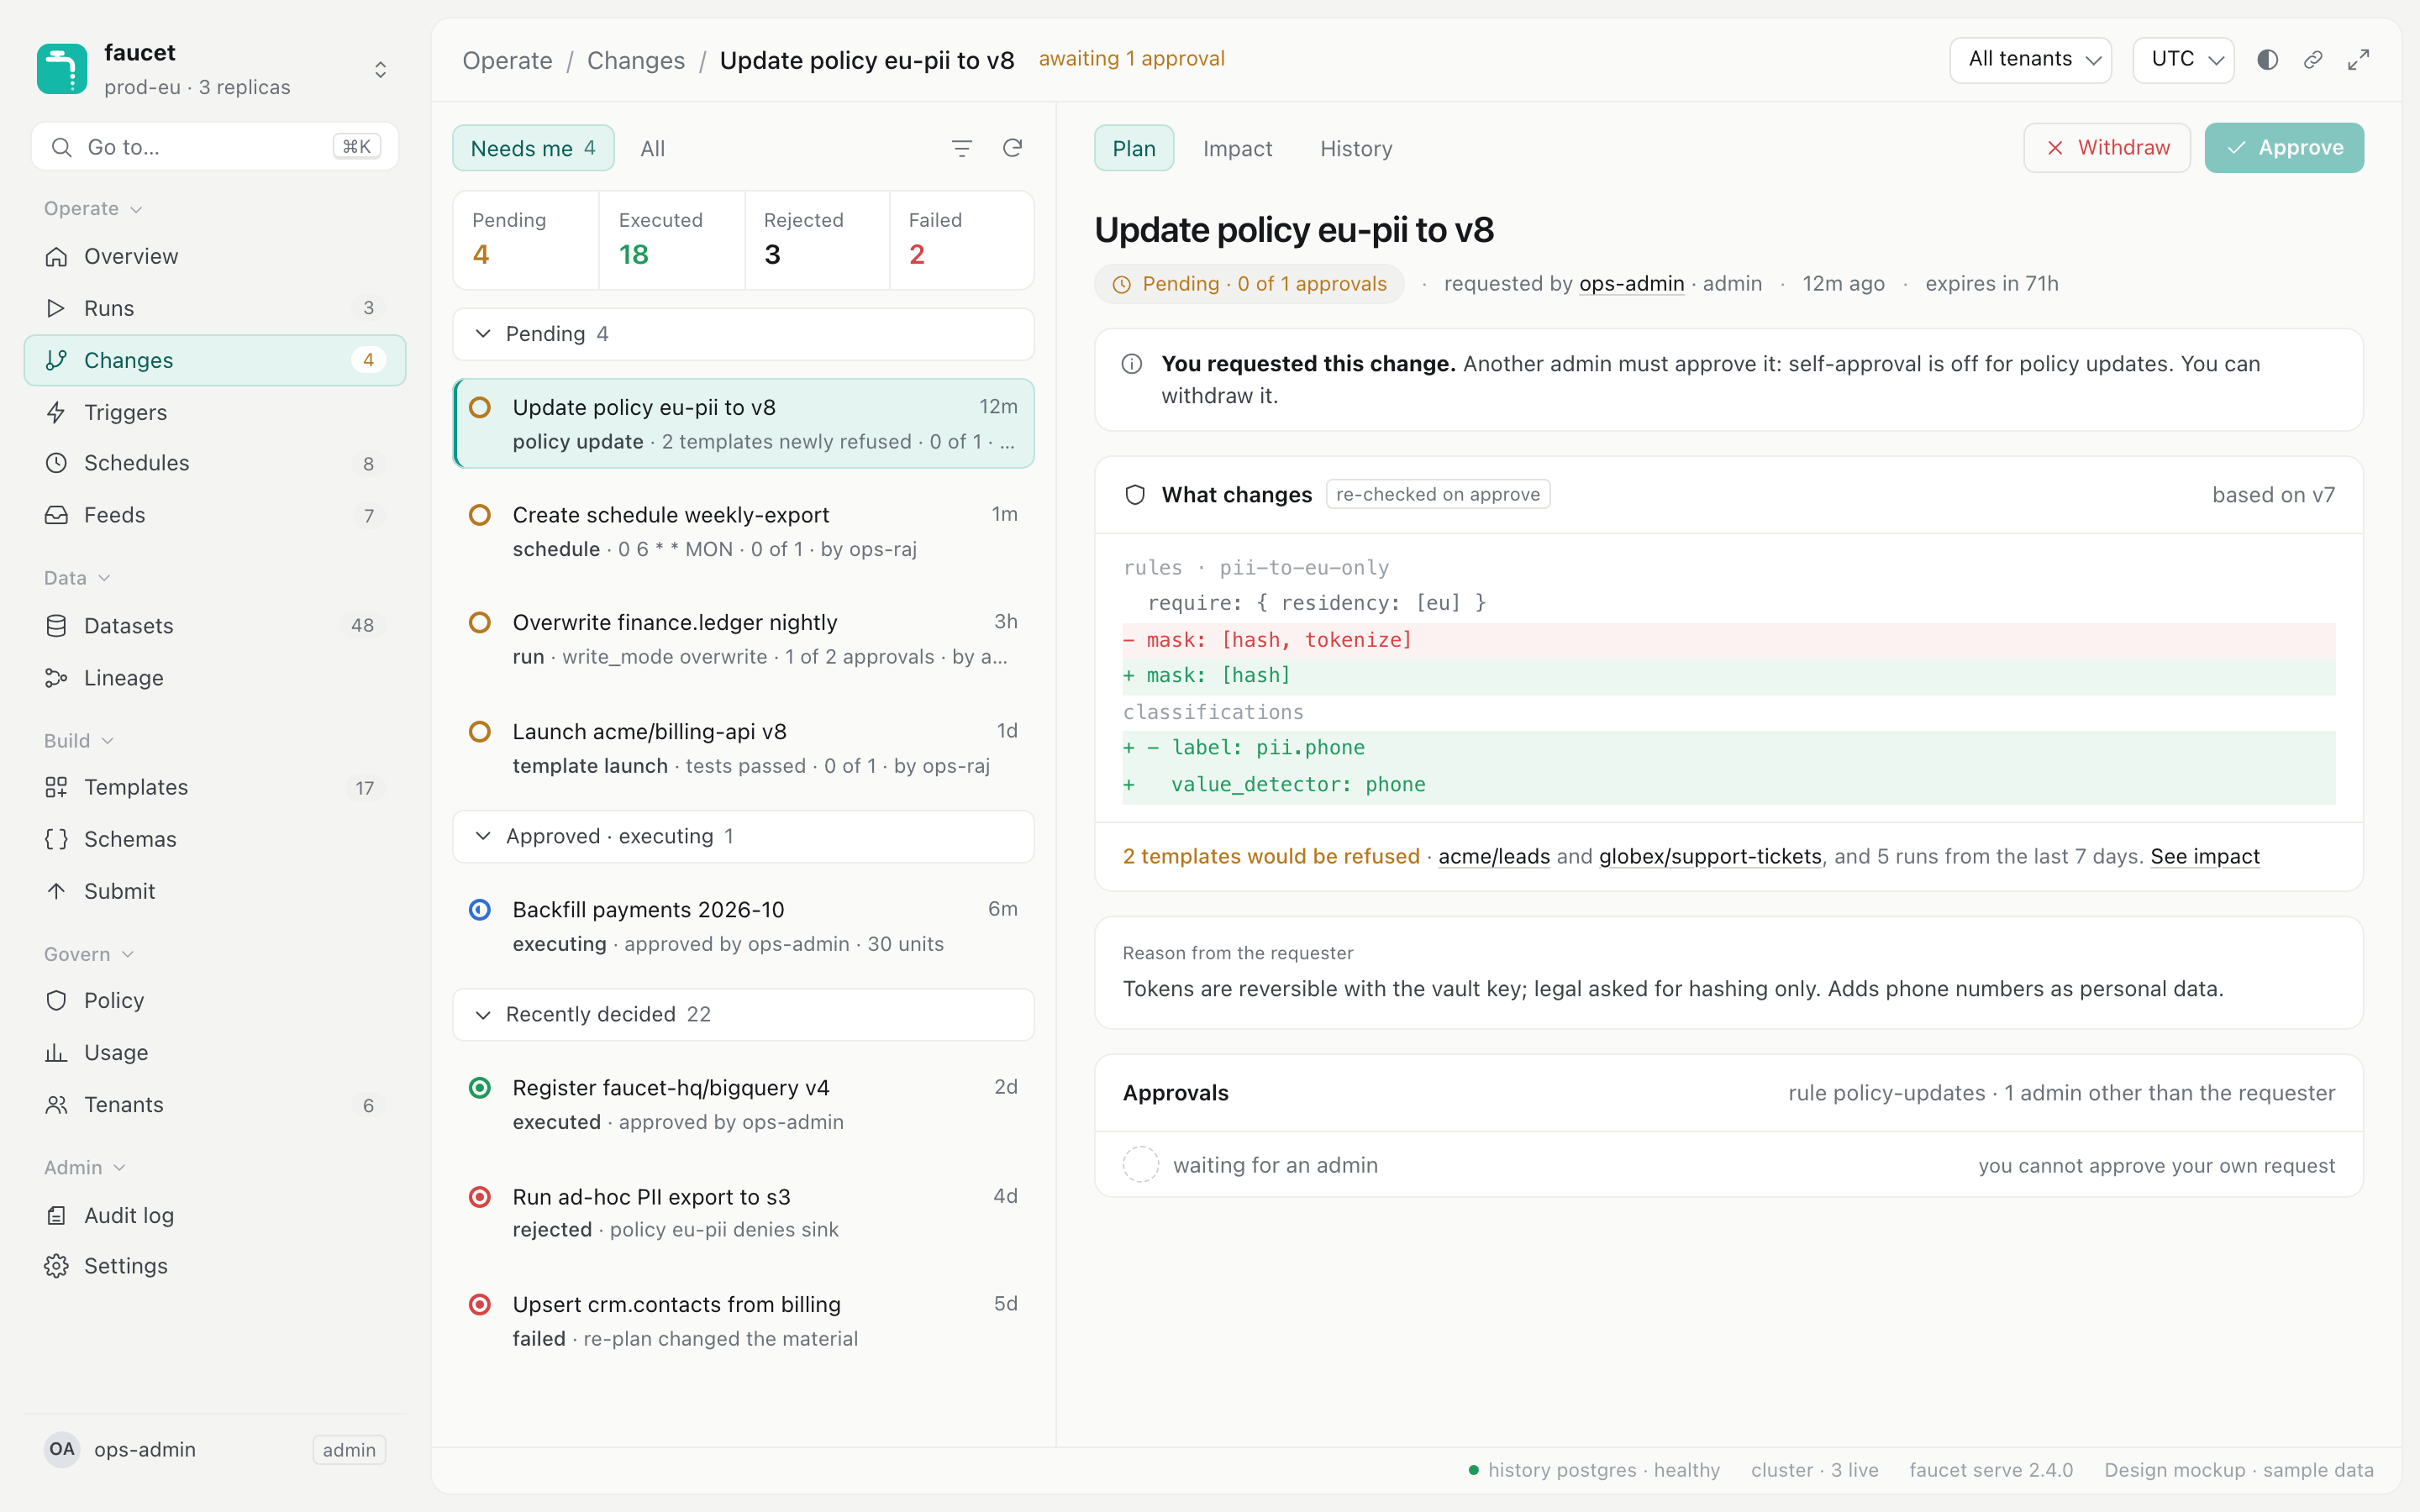 faucet
prod-eu · 3 replicas
Go to...
⌘K
Operate
Overview
Runs 3
Changes 4
Triggers
Schedules 8
Feeds 7
Data
Datasets 48
Lineage
Build
Templates 17
Schemas
Submit
Govern
Policy
Usage
Tenants 6
Admin
Audit log
Settings
OA ops-admin admin
Operate / Changes / Update policy eu-pii to v8 awaiting 1 approval
All tenants UTC
Needs me 4 All
Pending Executed Rejected Failed
4 18 3 2
Pending 4
Update policy eu-pii to v8 12m
policy update · 2 templates newly refused · 0 of 1 · ...
Create schedule weekly-export 1m
schedule · 0 6 * * MON · 0 of 1 · by ops-raj
Overwrite finance.ledger nightly 3h
run · write_mode overwrite · 1 of 2 approvals · by a...
Launch acme/billing-api v8 1d
template launch · tests passed · 0 of 1 · by ops-raj
Approved · executing 1
Backfill payments 2026-10 6m
executing · approved by ops-admin · 30 units
Recently decided 22
Register faucet-hq/bigquery v4 2d
executed · approved by ops-admin
Run ad-hoc PII export to s3 4d
rejected · policy eu-pii denies sink
Upsert crm.contacts from billing 5d
failed · re-plan changed the material
Plan Impact History
Withdraw Approve
Update policy eu-pii to v8
Pending · 0 of 1 approvals · requested by ops-admin · admin · 12m ago · expires in 71h
You requested this change. Another admin must approve it: self-approval is off for policy updates. You can
withdraw it.
What changes re-checked on approve based on v7
rules · pii-to-eu-only
require: { residency: [eu] }
- mask: [hash, tokenize]
+ mask: [hash]
classifications
+ - label: pii.phone
+ value_detector: phone
2 templates would be refused · acme/leads and globex/support-tickets, and 5 runs from the last 7 days. See impact
Reason from the requester
Tokens are reversible with the vault key; legal asked for hashing only. Adds phone numbers as personal data.
Approvals rule policy-updates · 1 admin other than the requester
waiting for an admin you cannot approve your own request
history postgres · healthy cluster · 3 live faucet serve 2.4.0 Design mockup · sample data